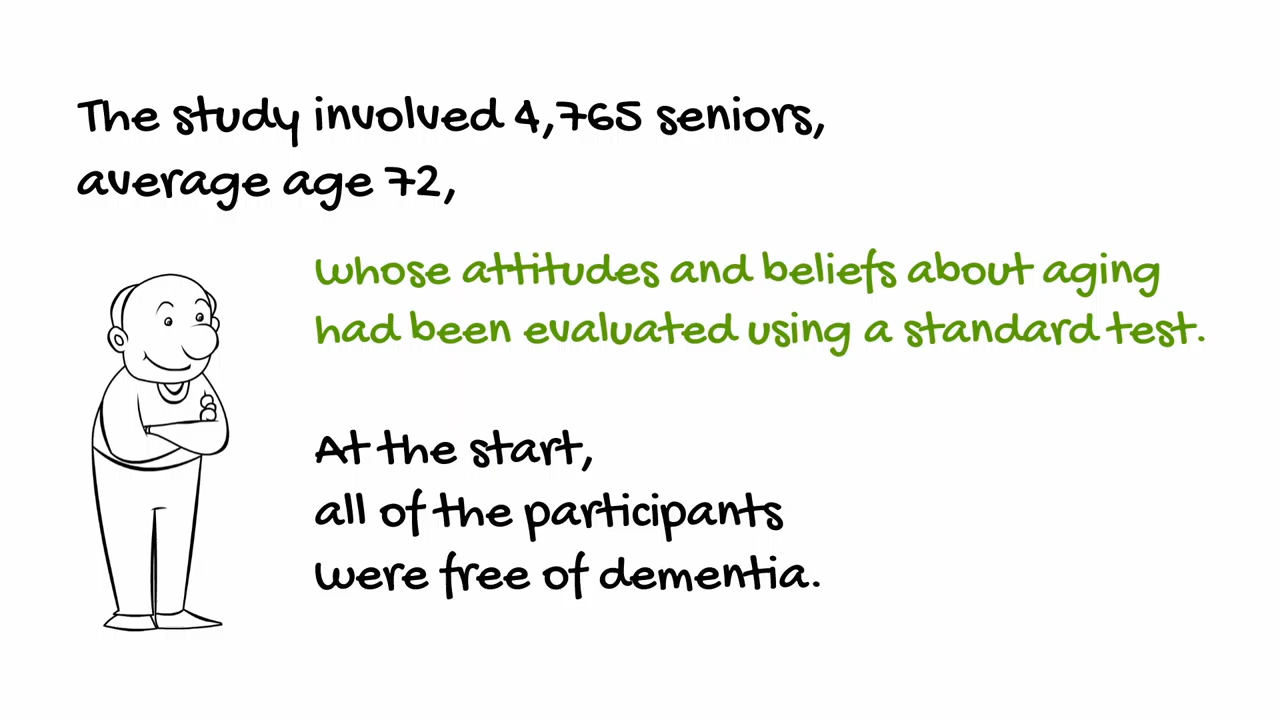 The study involved 4,765 seniors,
average age 72,
whose attitudes and beliefs about aging
had been evaluated using a standard test.
At the start,
all of the participants
were free of dementia.